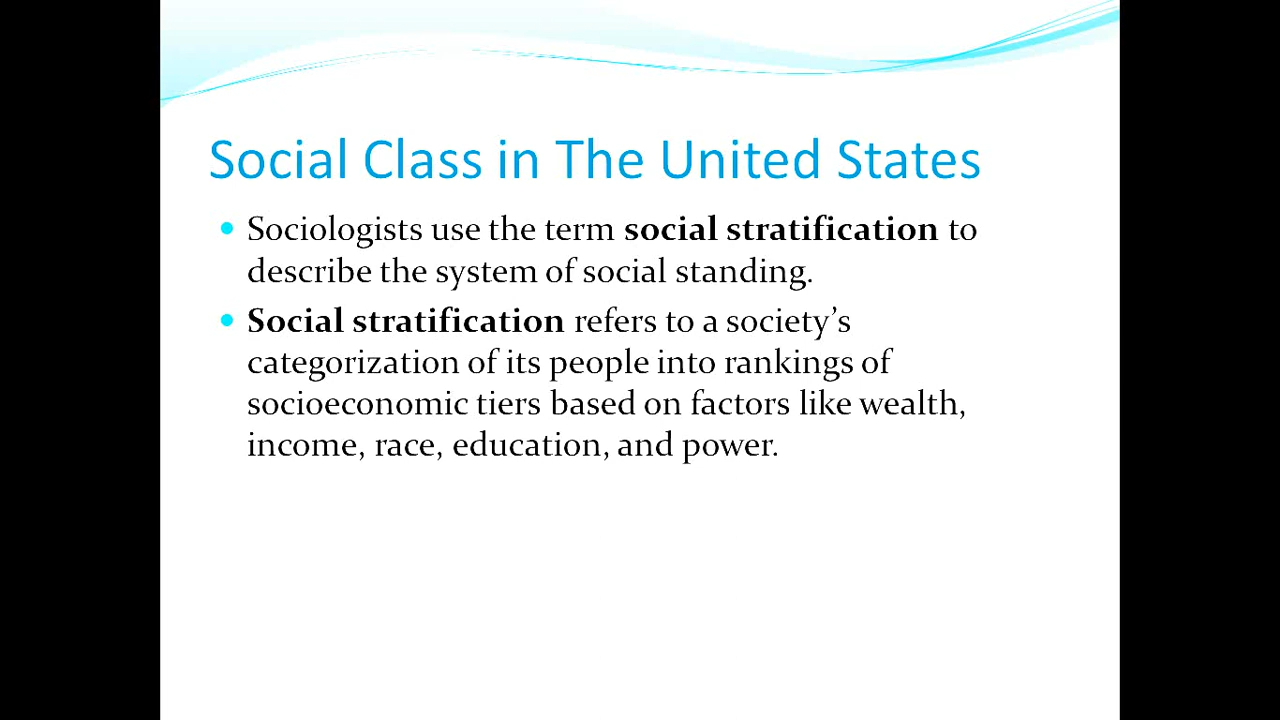 Social Class in The United States
• Sociologists use the term social stratification to
describe the system of social standing.
• Social stratification refers to a society’s
categorization of its people into rankings of
socioeconomic tiers based on factors like wealth,
income, race, education, and power.